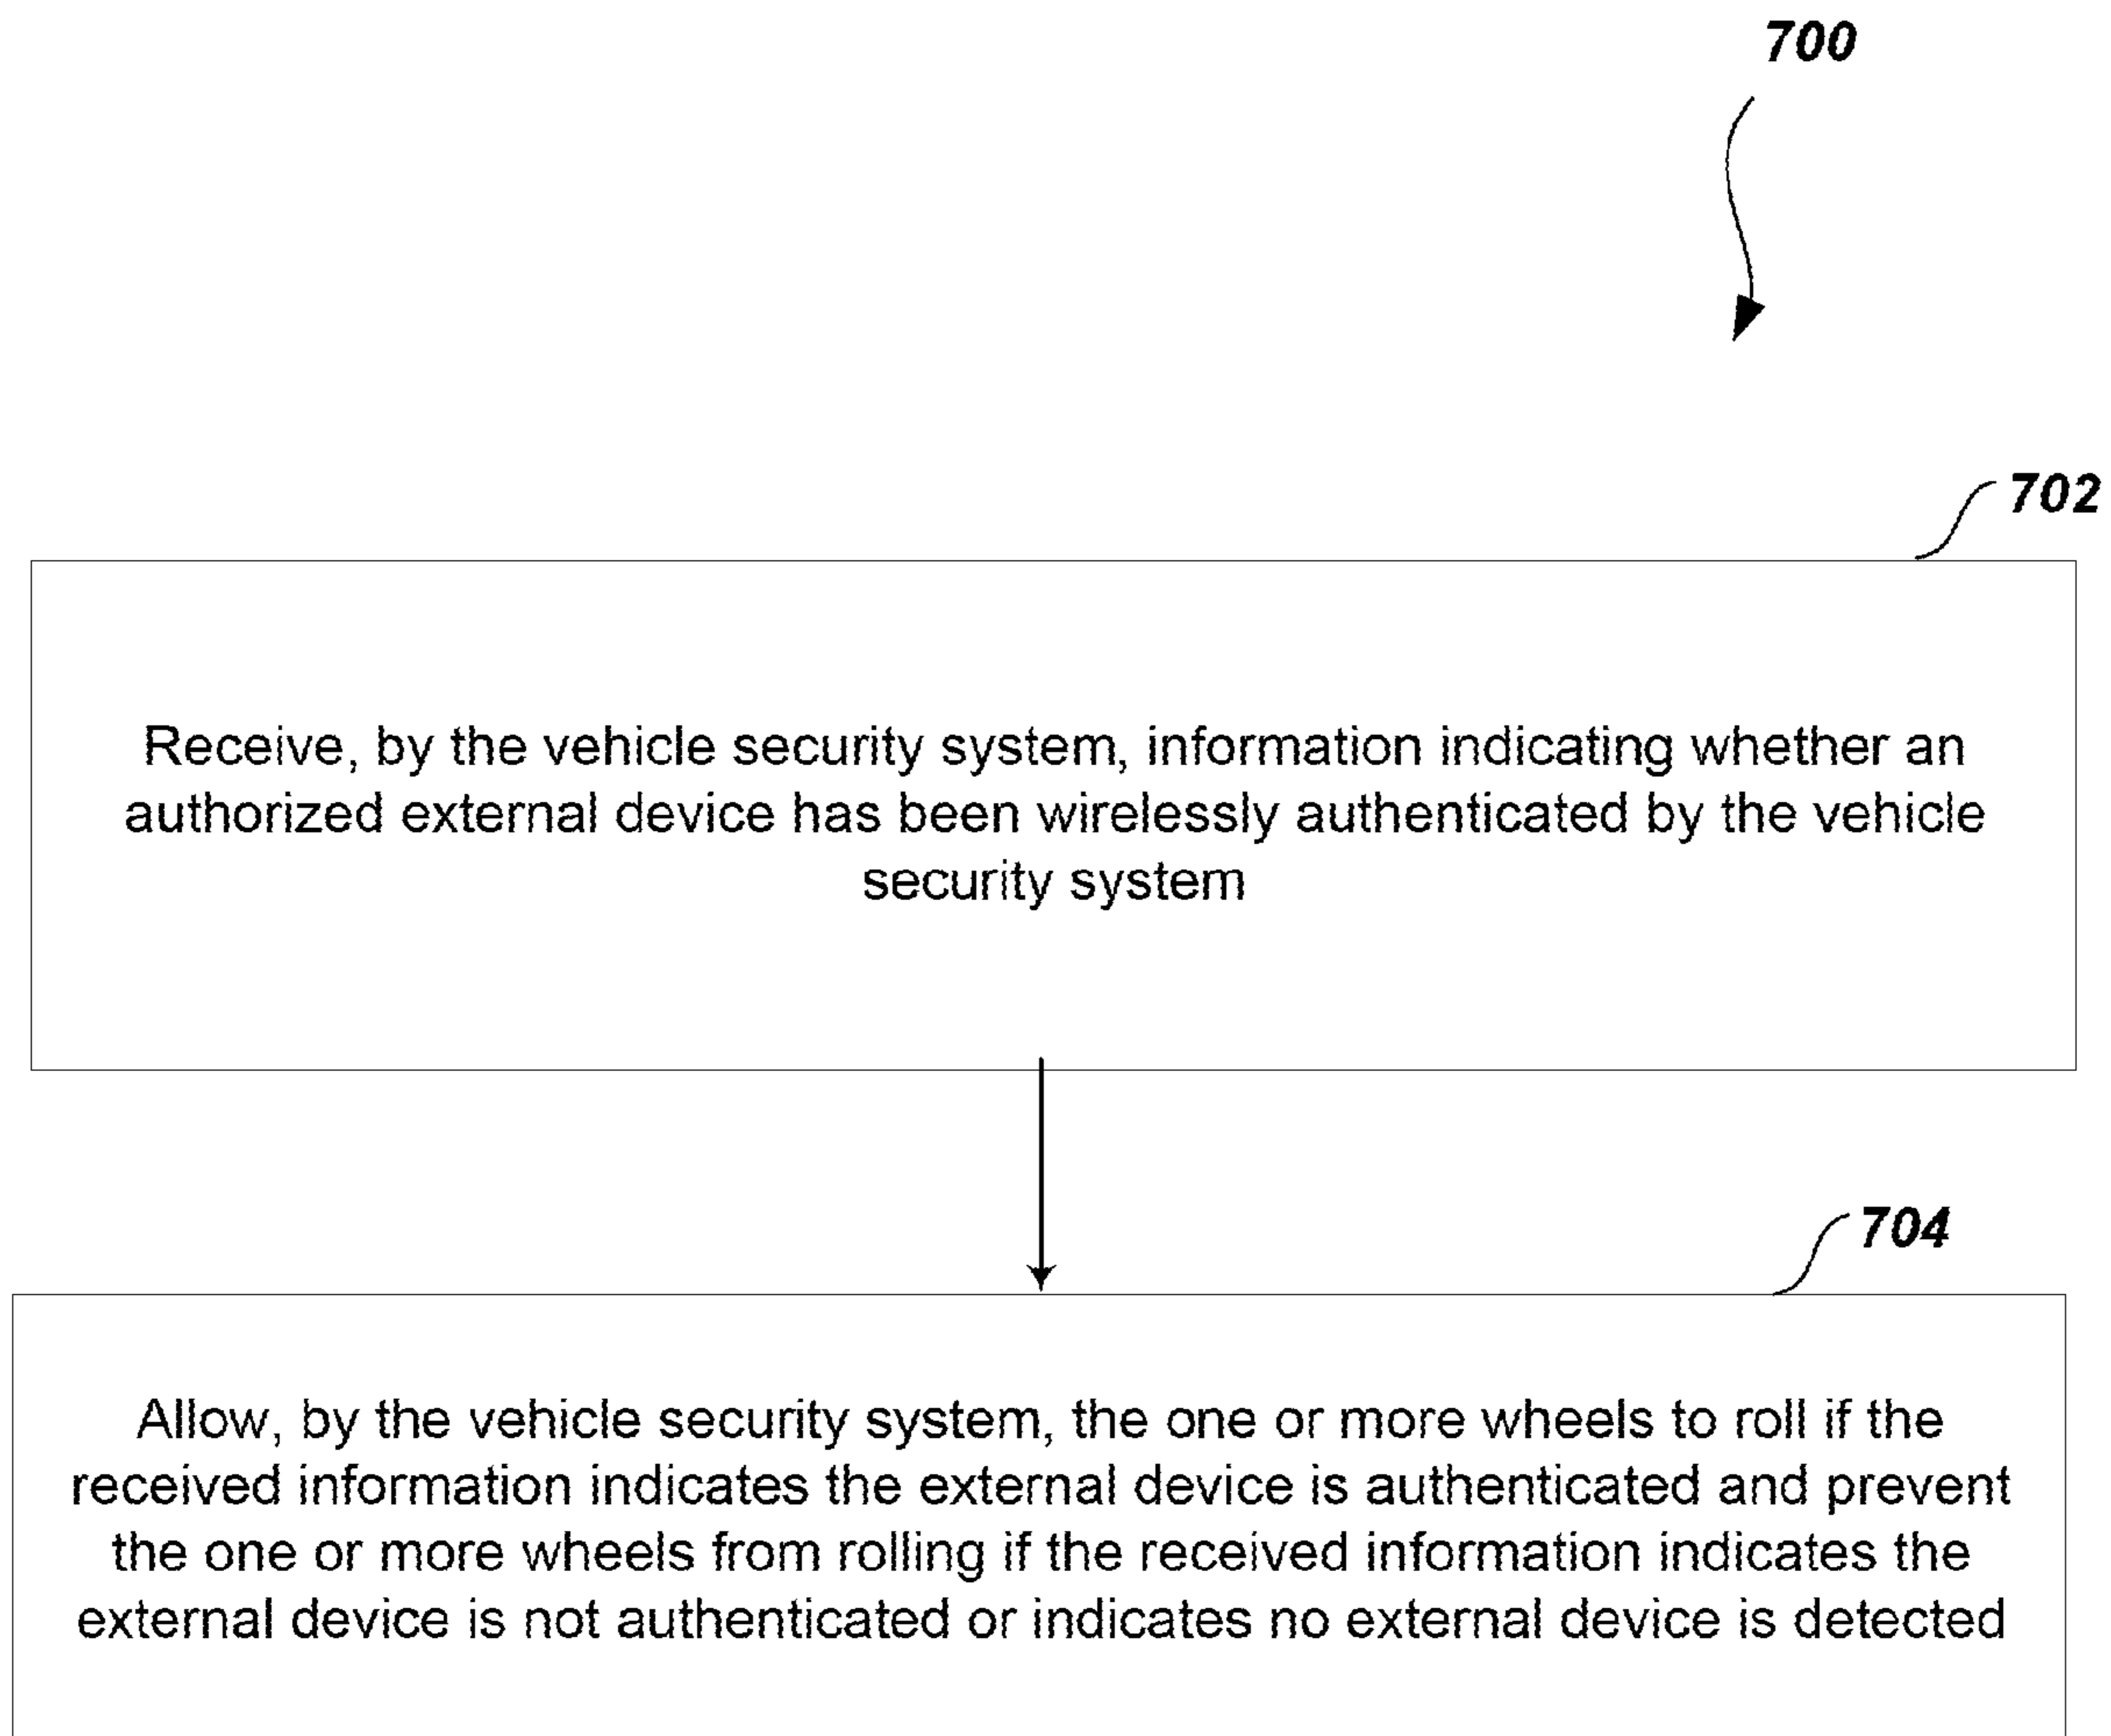 700
702
Receive, by the vehicle security system, information indicating whether an
authorized external device has been wirelessly authenticated by the vehicle
security system
704
Allow, by the vehicle security system, the one or more wheels to roll if the
received information indicates the external device is authenticated and prevent
the one or more wheels from rolling if the received information indicates the
external device is not authenticated or indicates no external device is detected